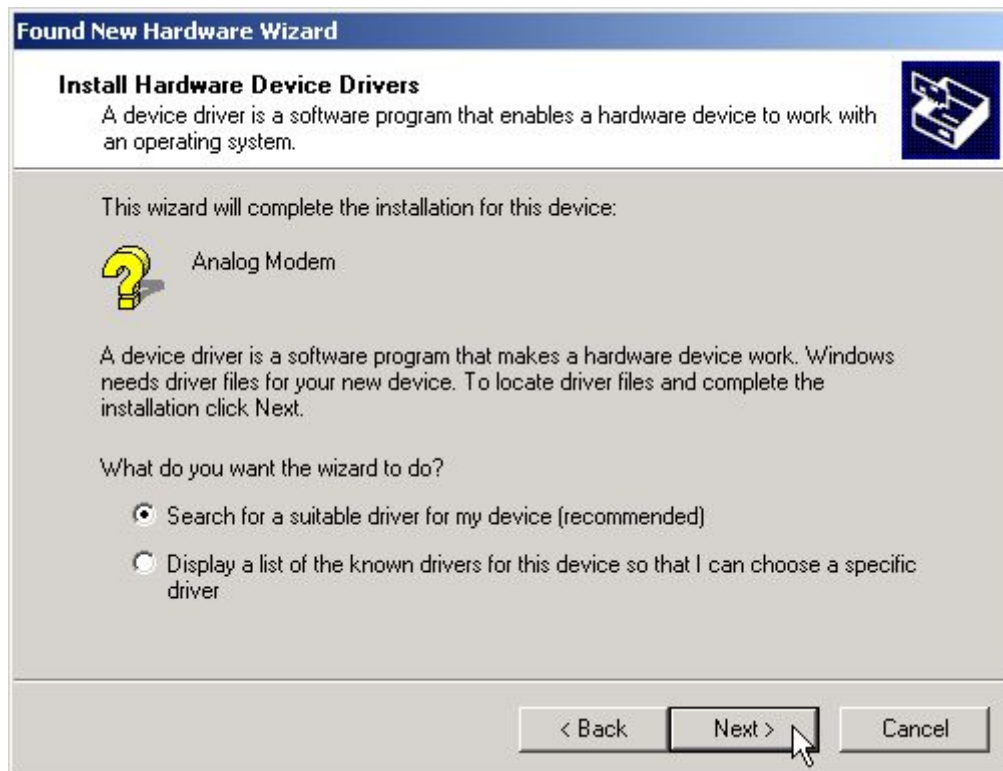 Found New Hardware Wizard
Install Hardware Device Drivers
A device driver is a software program that enables a hardware device to work with
an operating system.
This wizard will complete the installation for this device:
Analog Modem
A device driver is a software program that makes a hardware device work. Windows
needs driver files for your new device. To locate driver files and complete the
installation click Next.
What do you want the wizard to do?
Search for a suitable driver for my device (recommended)
Display a list of the known drivers for this device so that I can choose a specific
driver
< Back
Next >
Cancel